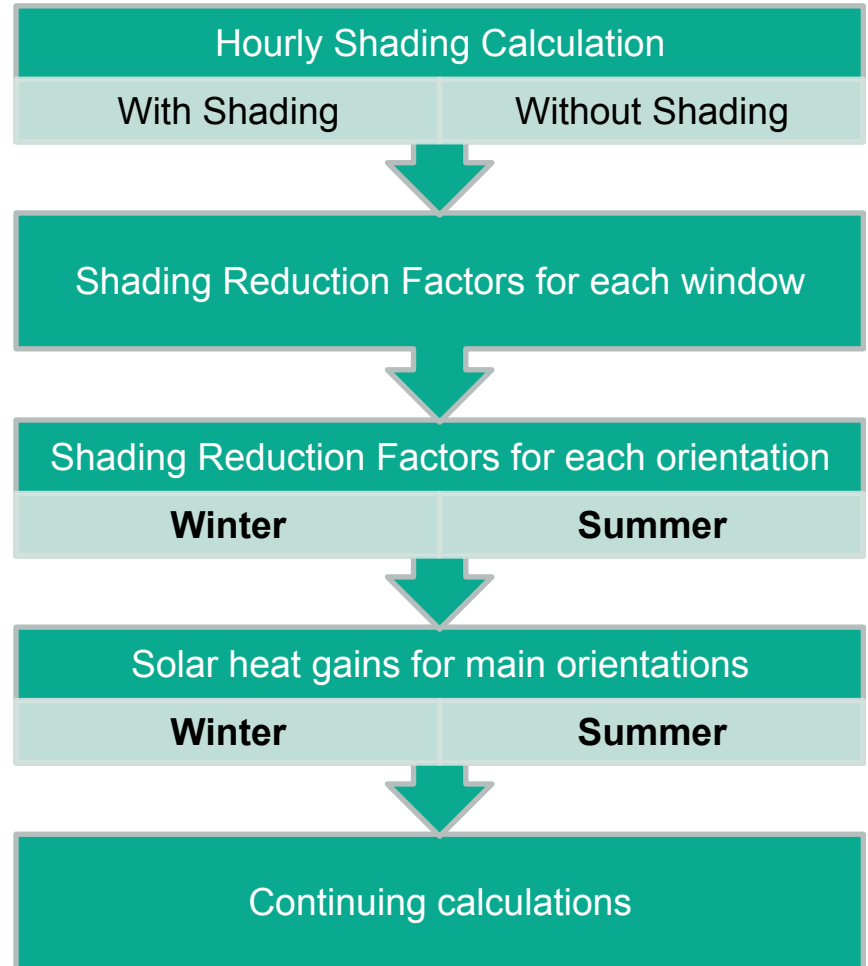 Hourly Shading Calculation
With Shading
Without Shading
Shading Reduction Factors for each window
Shading Reduction Factors for each orientation
Winter
Summer
Solar heat gains for main orientations
Winter
Summer
Continuing calculations